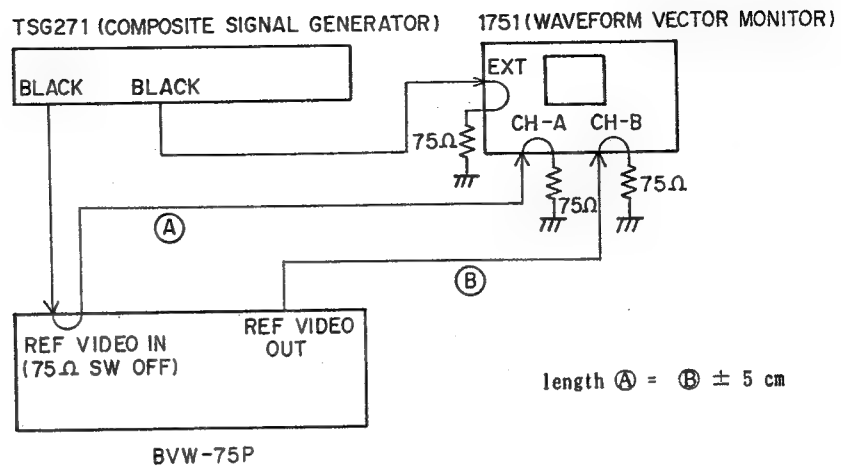 TSG271 (COMPOSITE SIGNAL GENERATOR)
1751 (WAVEFORM VECTOR MONITOR)
BLACK
BLACK
EXT
CH-A
CH-B
75Ω
75Ω
75Ω
Ⓐ
Ⓑ
REF VIDEO IN
(75Ω SW OFF)
REF VIDEO
OUT
length Ⓐ = Ⓑ ± 5 cm
BVW-75P